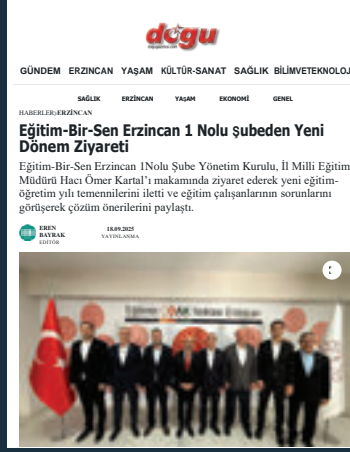 doğu
GÜNDEM ERZINCAN YAŞAM KÜLTÜR-SANAT SAĞLIK BİLİMVETEKNOLOJ
SAĞLIK ERZİNCAN YAŞAM EKONOMİ GENEL
HABERLER›ERZİNCAN
Eğitim-Bir-Sen Erzincan 1 Nolu Şubeden Yeni
Dönem Ziyareti
Eğitim-Bir-Sen Erzincan 1Nolu Şube Yönetim Kurulu, İl Milli Eğitim
Müdürü Hacı Ömer Kartal’ı makamında ziyaret ederek yeni eğitim-
öğretim yılı temennilerini iletti ve eğitim çalışanlarının sorunlarını
görüşerek çözüm önerilerini paylaştı.
EREN
BAYRAK
EDİTÖR
18.09.2025
YAYINLANMA